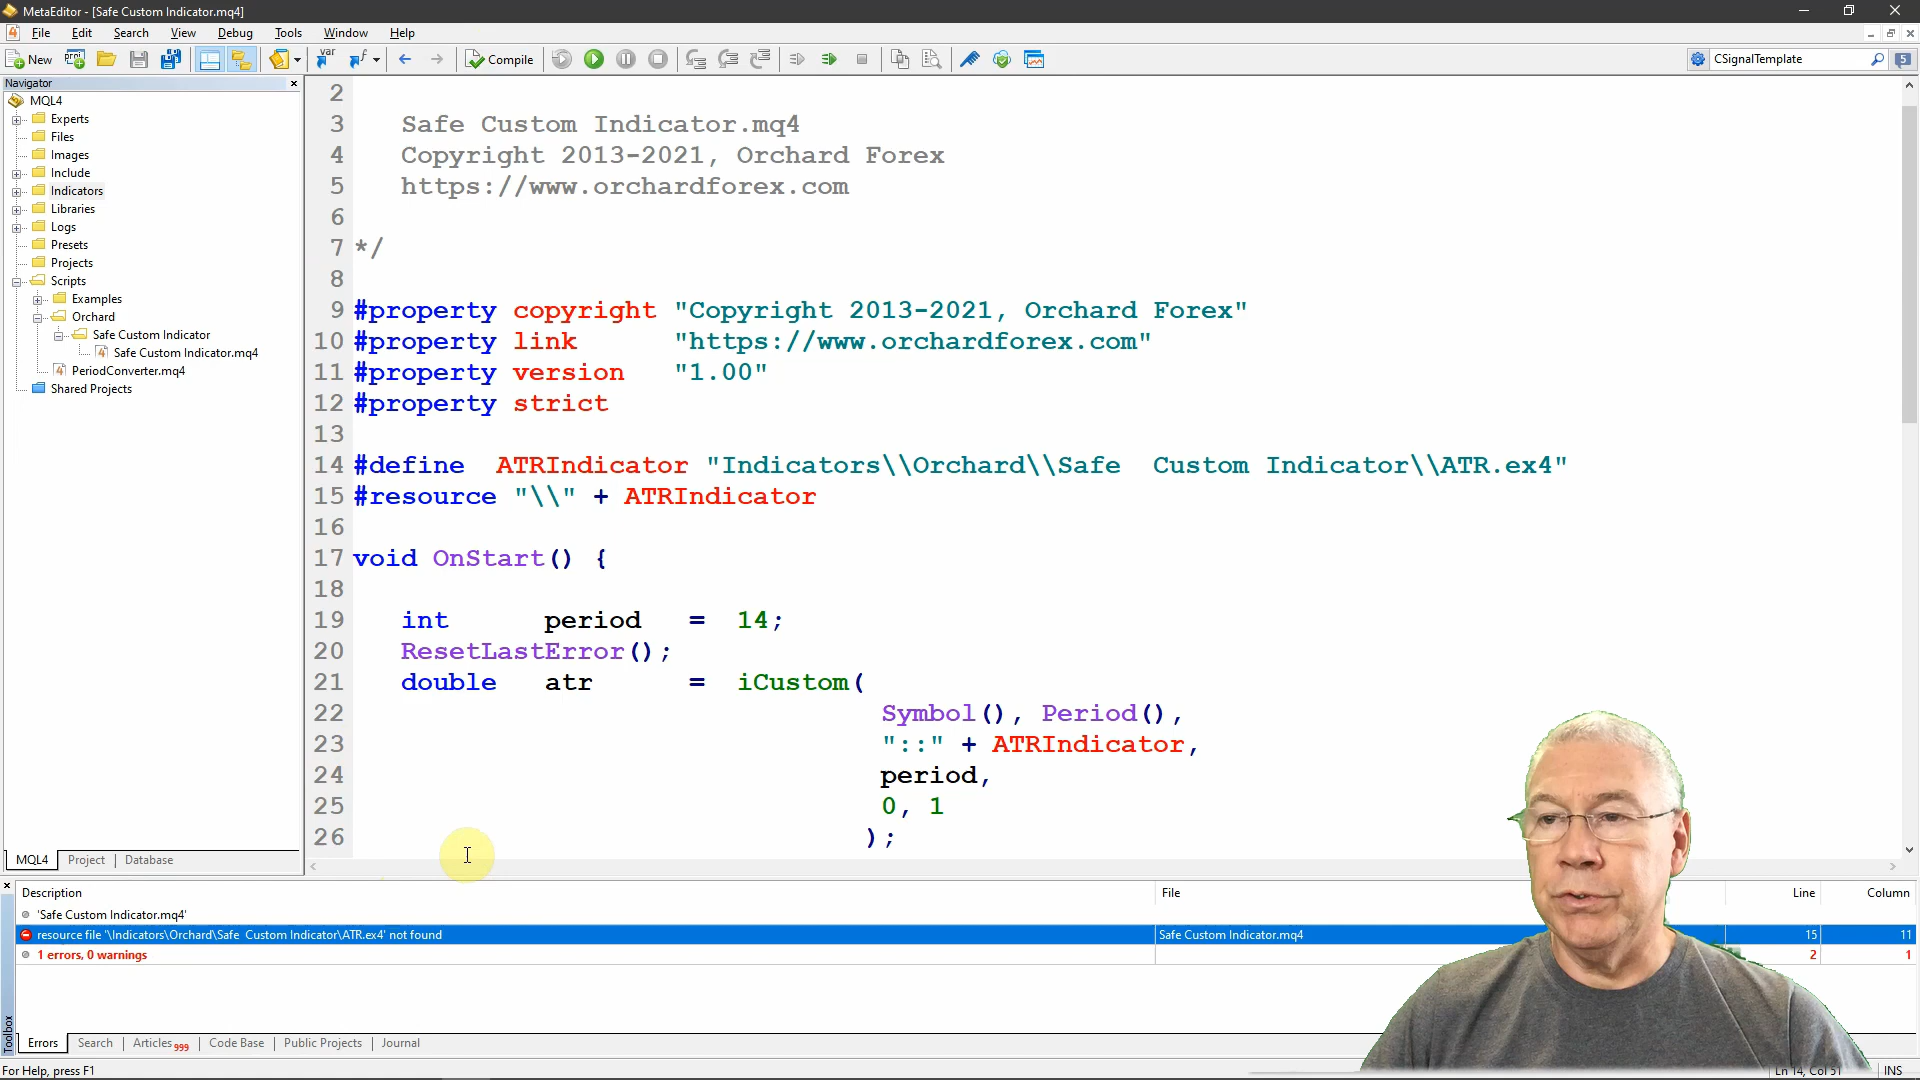 MetaEditor - [Safe Custom Indicator.mq4]
File Edit Search View Debug Tools Window Help
New Compile CSignalTemplate 5
Navigator
MQL4
Experts
Files
Images
Include
Indicators
Libraries
Logs
Presets
Projects
Scripts
Examples
Orchard
Safe Custom Indicator
Safe Custom Indicator.mq4
PeriodConverter.mq4
Shared Projects
MQL4 Project Database
2
3 Safe Custom Indicator.mq4
4 Copyright 2013-2021, Orchard Forex
5 https://www.orchardforex.com
6
7 */
8
9 #property copyright "Copyright 2013-2021, Orchard Forex"
10 #property link "https://www.orchardforex.com"
11 #property version "1.00"
12 #property strict
13
14 #define ATRIndicator "Indicators\\Orchard\\Safe  Custom Indicator\\ATR.ex4"
15 #resource "\\" + ATRIndicator
16
17 void OnStart() {
18
19 int period = 14;
20 ResetLastError();
21 double atr = iCustom(
22 Symbol(), Period(),
23 "::" + ATRIndicator,
24 period,
25 0, 1
26 );
Description File Line Column
'Safe Custom Indicator.mq4'
resource file '\Indicators\Orchard\Safe  Custom Indicator\ATR.ex4' not found Safe Custom Indicator.mq4 15 11
1 errors, 0 warnings 2 1
Toolbox
Errors Search Articles 999 Code Base Public Projects Journal
For Help, press F1 Ln 14, Col 51 INS